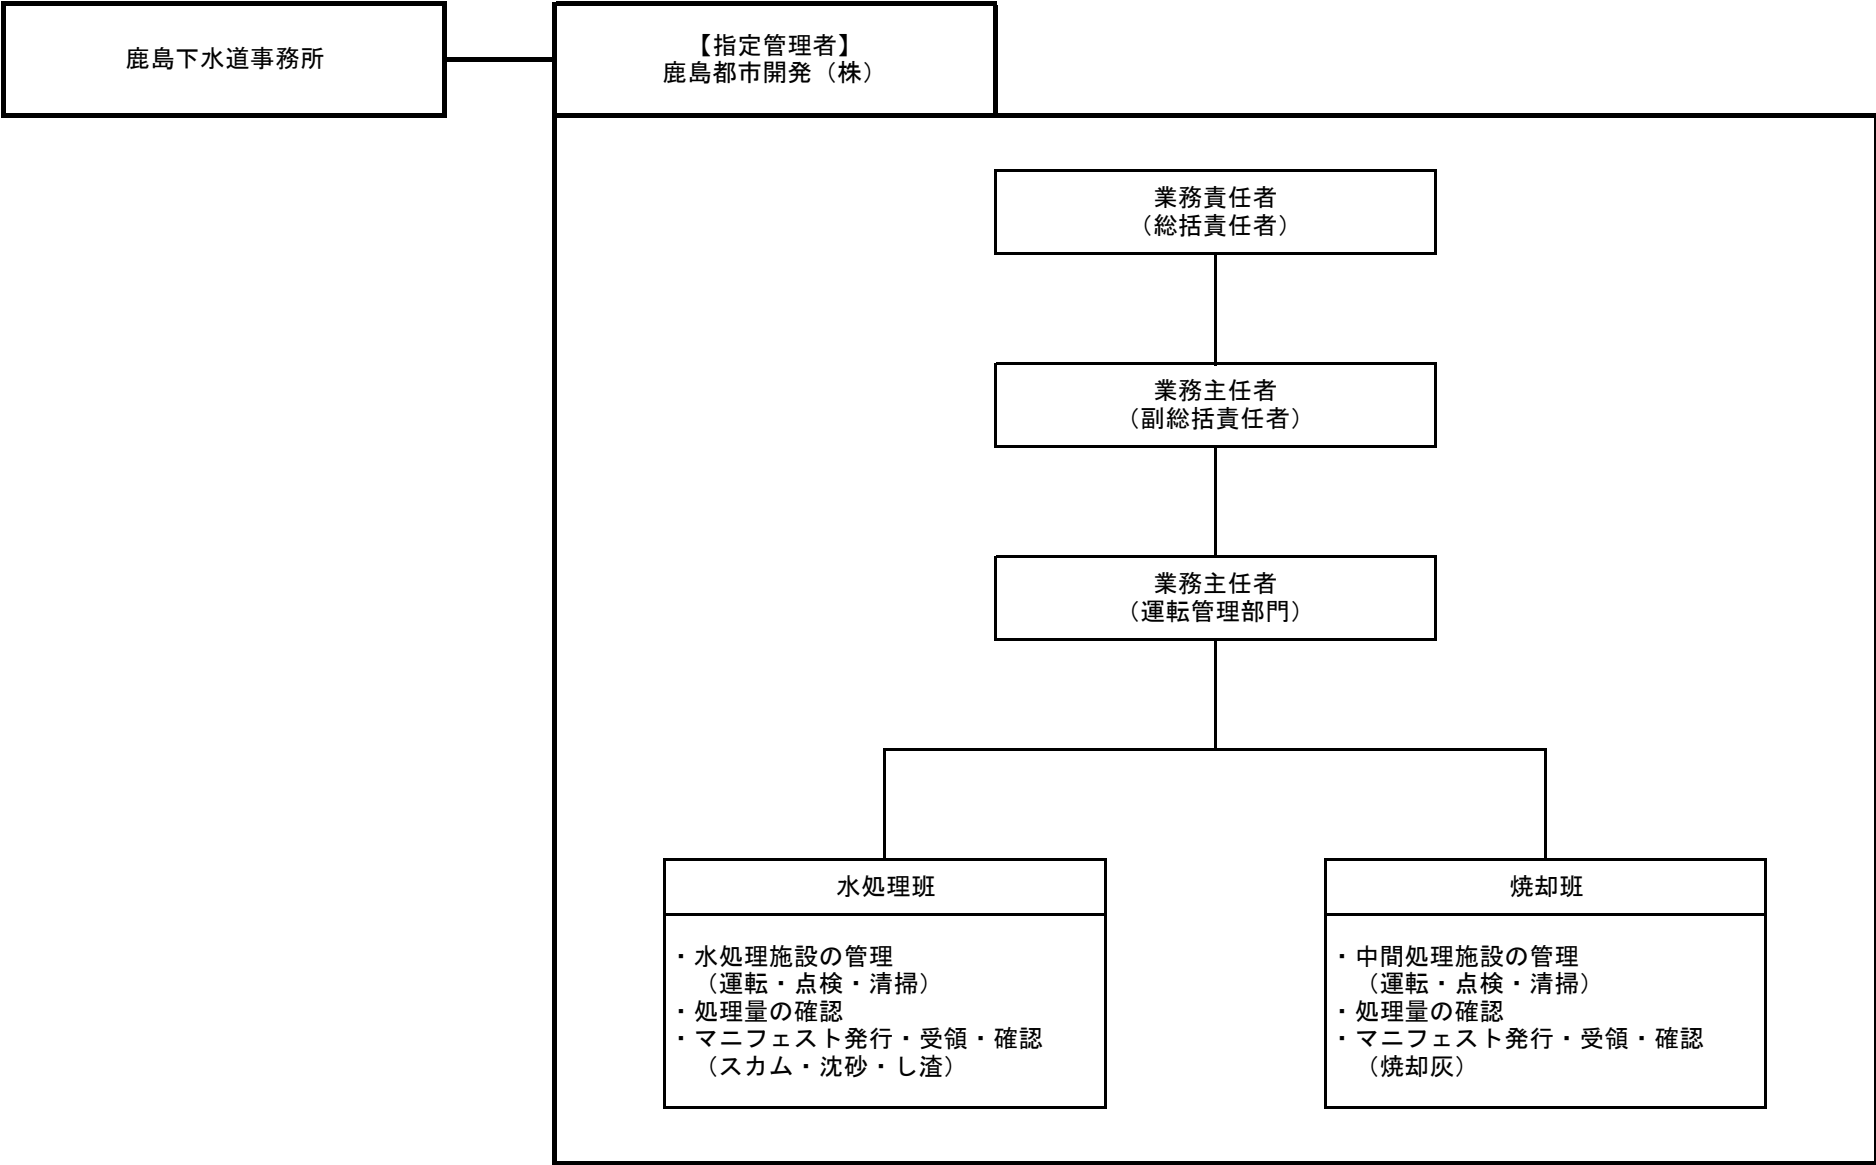 鹿島下水道事務所
【指定管理者】
鹿島都市開発（株）
業務責任者
（総括責任者）
業務主任者
（副総括責任者）
業務主任者
（運転管理部門）
水処理班
・水処理施設の管理
（運転・点検・清掃）
・処理量の確認
・マニフェスト発行・受領・確認
（スカム・沈砂・し渣）
焼却班
・中間処理施設の管理
（運転・点検・清掃）
・処理量の確認
・マニフェスト発行・受領・確認
（焼却灰）